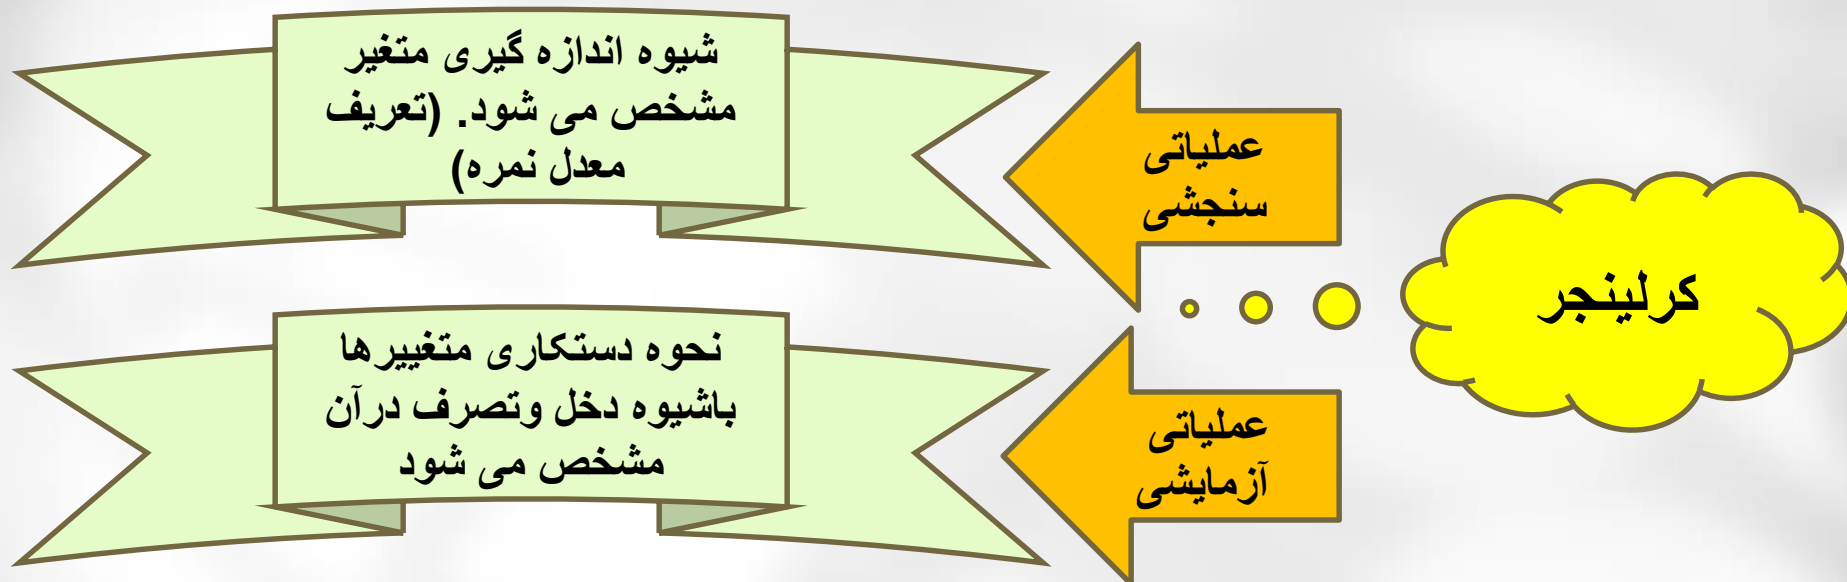 کرلینجر
عملیاتی
سنجشی
شیوه اندازه گیری متغیر
مشخص می شود. (تعریف
معدل نمره)
عملیاتی
آزمایشی
نحوه دستکاری متغییرها
باشیوه دخل وتصرف درآن
مشخص می شود